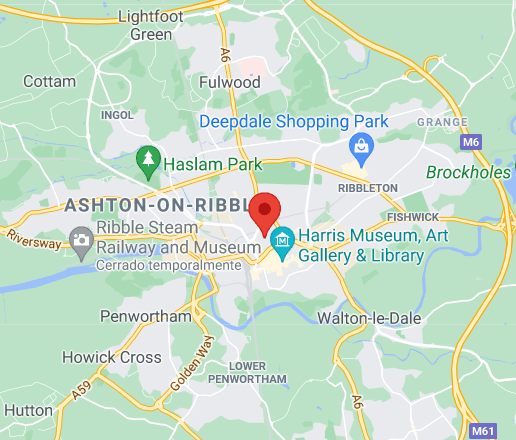 Lightfoot
Green
A6
Cottam
Fulwood
INGOL
Deepdale Shopping Park
GRANGE
M6
Haslam Park
Brockholes
RIBBLETON
ASHTON-ON-RIBBL
FISHWICK
Riversway
Ribble Steam
Railway and Museum
Cerrado temporalmente
Harris Museum, Art
Gallery & Library
Penwortham
Walton-le-Dale
Howick Cross
Golden Way
LOWER
PENWORTHAM
A59
A6
Hutton
M61